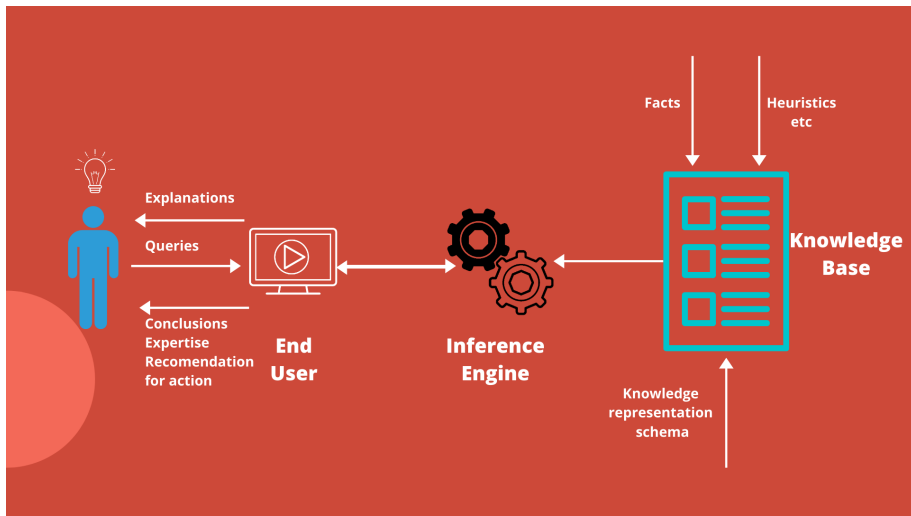 Facts
Heuristics
etc
Explanations
Queries
Knowledge
Base
Conclusions
Expertise
Recomendation
for action
End
User
Inference
Engine
Knowledge
representation
schema